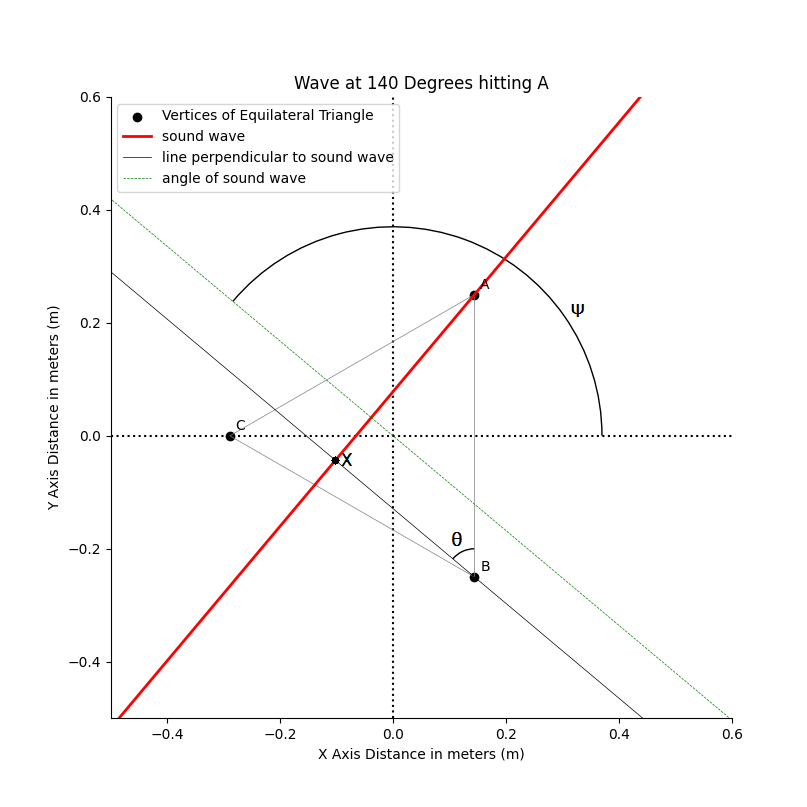 Wave at 140 Degrees hitting A
Vertices of Equilateral Triangle
sound wave
line perpendicular to sound wave
angle of sound wave
0.6
0.4
0.2
0.0
−0.2
−0.4
Y Axis Distance in meters (m)
ψ
A
C
X
θ
B
−0.4 −0.2 0.0 0.2 0.4 0.6
X Axis Distance in meters (m)